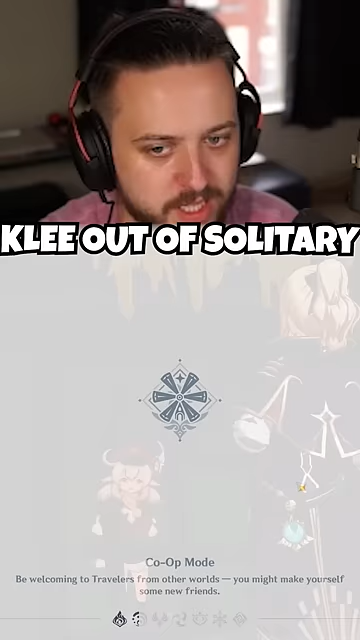 KLEE OUT OF SOLITARY
Co-Op Mode
Be welcoming to Travelers from other worlds — you might make yourself
some new friends.